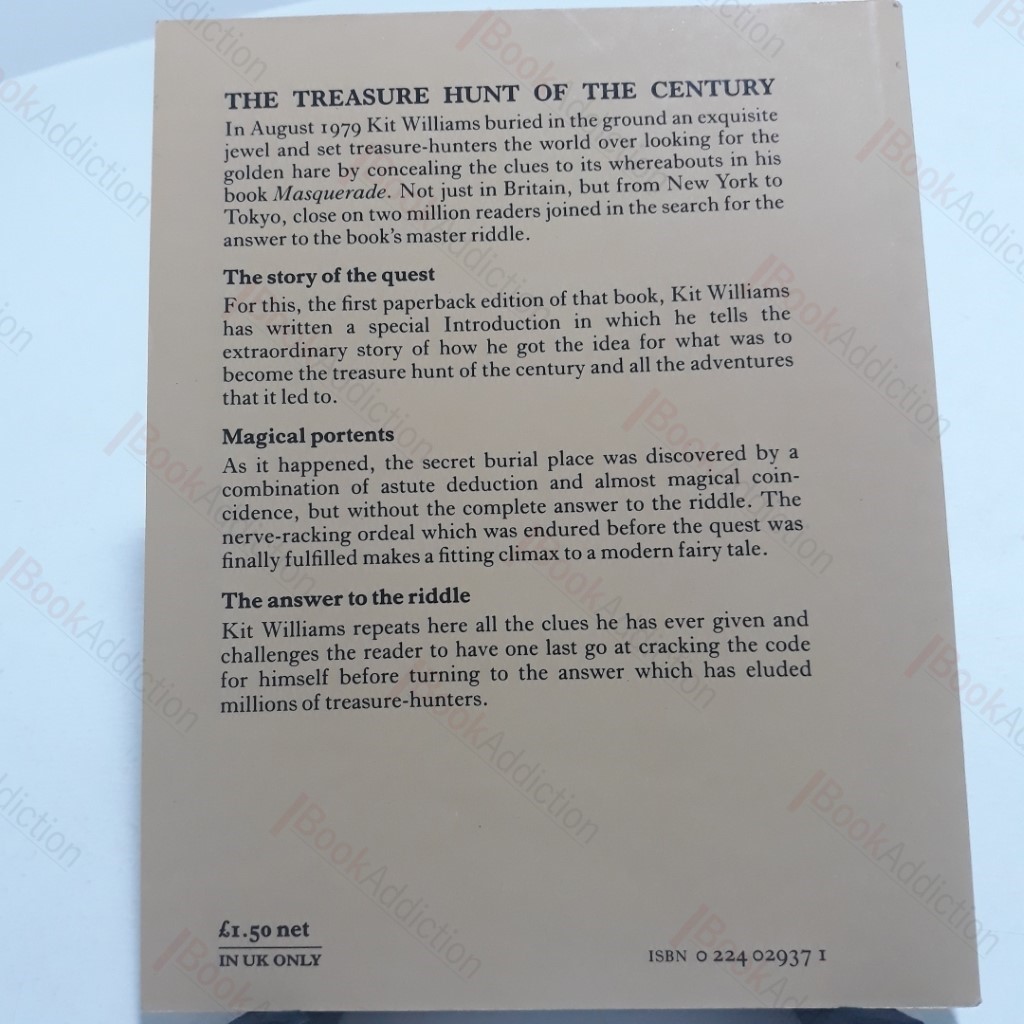 THE TREASURE HUNT OF THE CENTURY
In August 1979 Kit Williams buried in the ground an exquisite
jewel and set treasure-hunters the world over looking for the
golden hare by concealing the clues to its whereabouts in his
book Masquerade. Not just in Britain, but from New York to
Tokyo, close on two million readers joined in the search for the
answer to the book's master riddle.
The story of the quest
For this, the first paperback edition of that book, Kit Williams
has written a special Introduction in which he tells the
extraordinary story of how he got the idea for what was to
become the treasure hunt of the century and all the adventures
that it led to.
Magical portents
As it happened, the secret burial place was discovered by a
combination of astute deduction and almost magical coin-
cidence, but without the complete answer to the riddle. The
nerve-racking ordeal which was endured before the quest was
finally fulfilled makes a fitting climax to a modern fairy tale.
The answer to the riddle
Kit Williams repeats here all the clues he has ever given and
challenges the reader to have one last go at cracking the code
for himself before turning to the answer which has eluded
millions of treasure-hunters.
£1.50 net
IN UK ONLY
ISBN 0 224 02937 1
BookAddiction